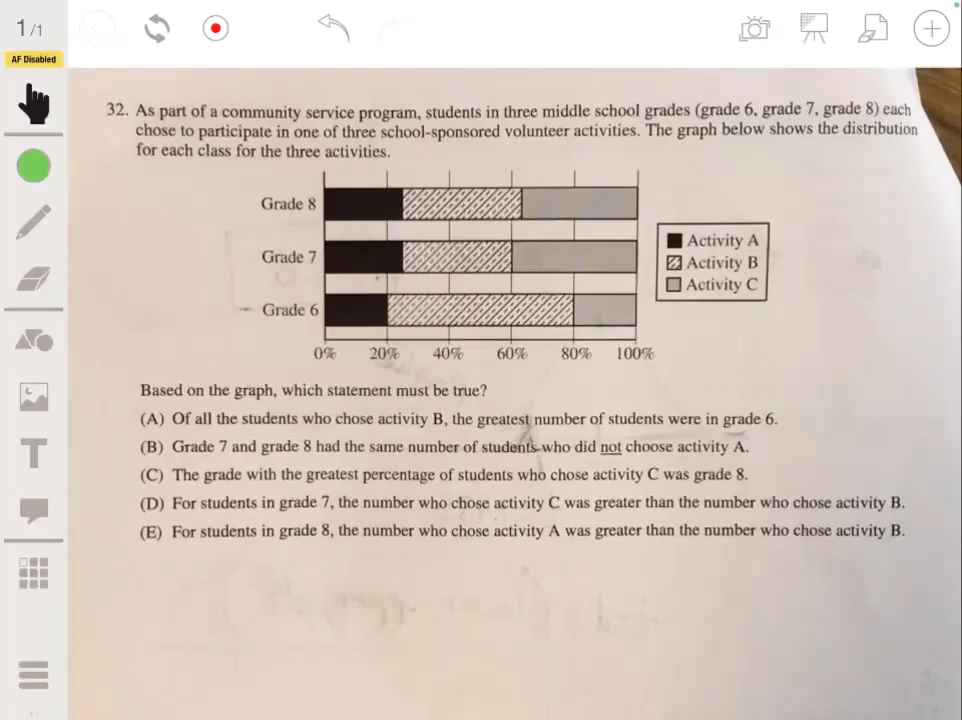 1/1
AF Disabled
32. As part of a community service program, students in three middle school grades (grade 6, grade 7, grade 8) each
chose to participate in one of three school-sponsored volunteer activities. The graph below shows the distribution
for each class for the three activities.
Grade 8
Grade 7
Grade 6
Activity A
Activity B
Activity C
0% 20% 40% 60% 80% 100%
Based on the graph, which statement must be true?
(A) Of all the students who chose activity B, the greatest number of students were in grade 6.
(B) Grade 7 and grade 8 had the same number of students who did not choose activity A.
(C) The grade with the greatest percentage of students who chose activity C was grade 8.
(D) For students in grade 7, the number who chose activity C was greater than the number who chose activity B.
(E) For students in grade 8, the number who chose activity A was greater than the number who chose activity B.
T